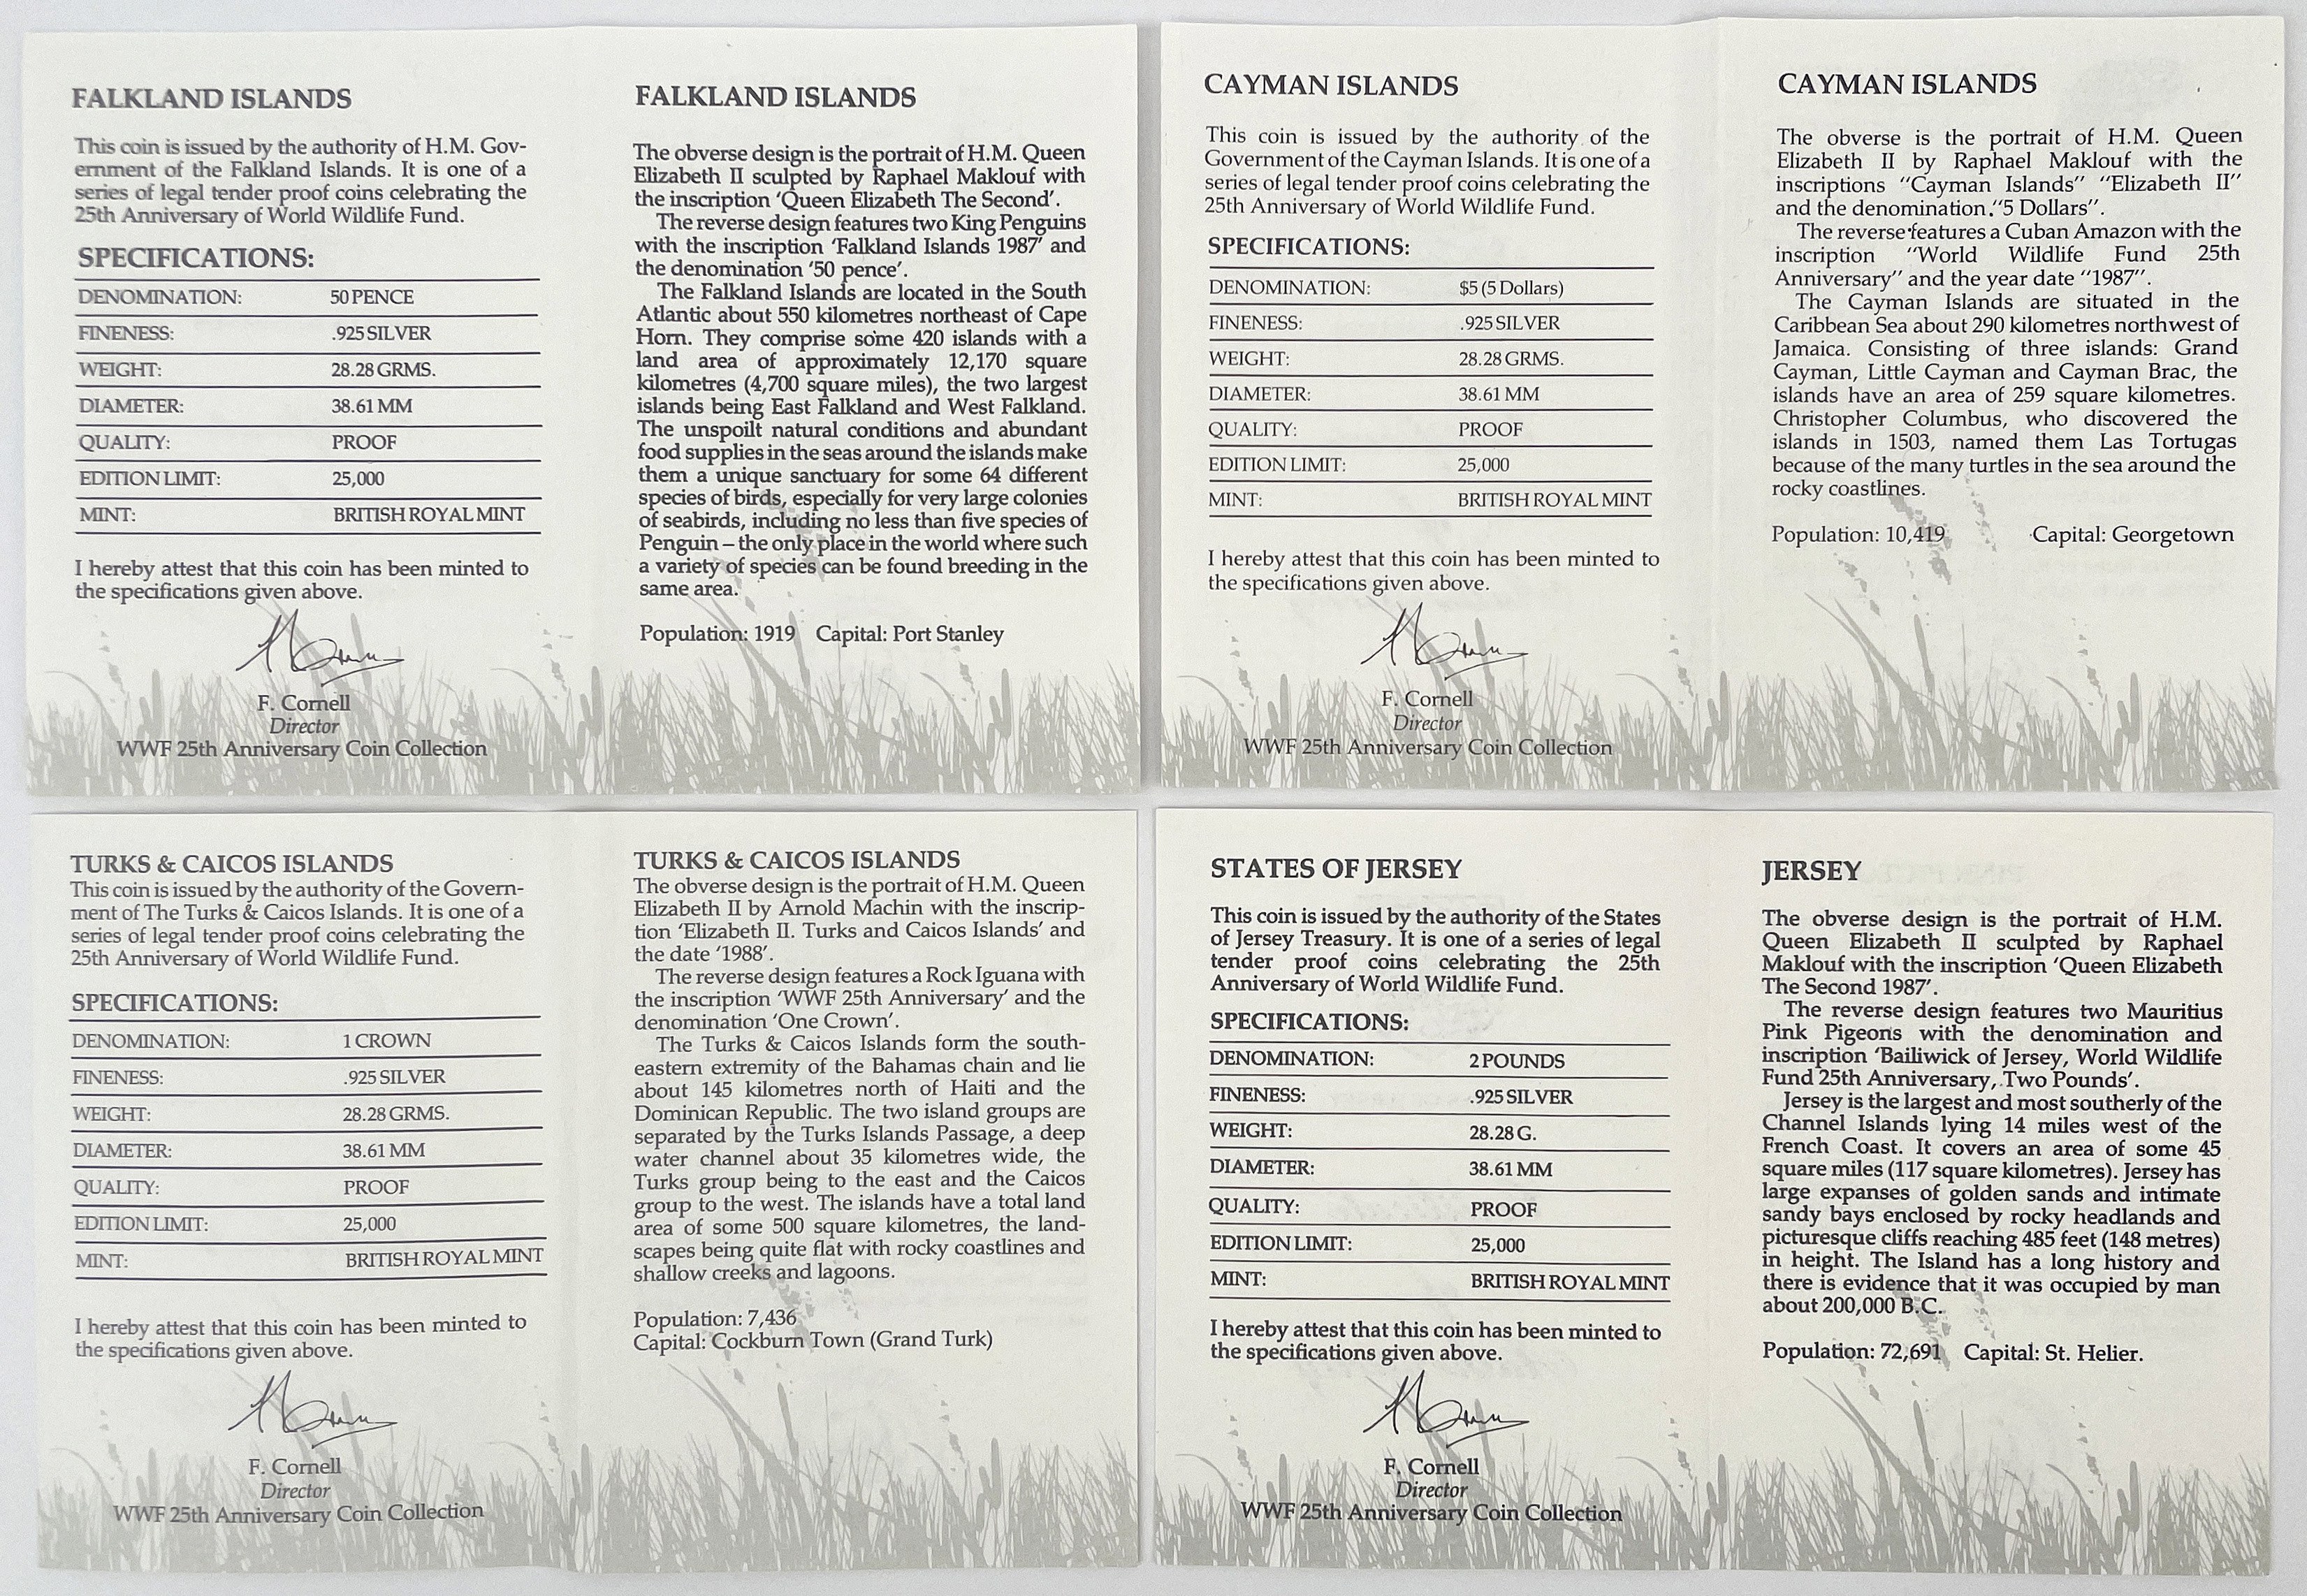 FALKLAND ISLANDS
This coin is issued by the authority of H.M. Gov-
ernment of the Falkland Islands. It is one of a
series of legal tender proof coins celebrating the
25th Anniversary of World Wildlife Fund.
SPECIFICATIONS:
DENOMINATION: 50 PENCE
FINENESS: .925 SILVER
WEIGHT: 28.28 GRMS.
DIAMETER: 38.61 MM
QUALITY: PROOF
EDITION LIMIT: 25,000
MINT: BRITISH ROYAL MINT
I hereby attest that this coin has been minted to
the specifications given above.
F. Cornell
Director
WWF 25th Anniversary Coin Collection
FALKLAND ISLANDS
The obverse design is the portrait of H.M. Queen
Elizabeth II sculpted by Raphael Maklouf with
the inscription 'Queen Elizabeth The Second'.
The reverse design features two King Penguins
with the inscription 'Falkland Islands 1987' and
the denomination '50 pence'.
The Falkland Islands are located in the South
Atlantic about 550 kilometres northeast of Cape
Horn. They comprise some 420 islands with a
land area of approximately 12,170 square
kilometres (4,700 square miles), the two largest
islands being East Falkland and West Falkland.
The unspoilt natural conditions and abundant
food supplies in the seas around the islands make
them a unique sanctuary for some 64 different
species of birds, especially for very large colonies
of seabirds, including no less than five species of
Penguin – the only place in the world where such
a variety of species can be found breeding in the
same area.
Population: 1919 Capital: Port Stanley
CAYMAN ISLANDS
This coin is issued by the authority of the
Government of the Cayman Islands. It is one of a
series of legal tender proof coins celebrating the
25th Anniversary of World Wildlife Fund.
SPECIFICATIONS:
DENOMINATION: $5 (5 Dollars)
FINENESS: .925 SILVER
WEIGHT: 28.28 GRMS.
DIAMETER: 38.61 MM
QUALITY: PROOF
EDITION LIMIT: 25,000
MINT: BRITISH ROYAL MINT
I hereby attest that this coin has been minted to
the specifications given above.
F. Cornell
Director
WWF 25th Anniversary Coin Collection
CAYMAN ISLANDS
The obverse is the portrait of H.M. Queen
Elizabeth II by Raphael Maklouf with the
inscriptions "Cayman Islands" "Elizabeth II"
and the denomination "5 Dollars".
The reverse features a Cuban Amazon with the
inscription "World Wildlife Fund 25th
Anniversary" and the year date "1987".
The Cayman Islands are situated in the
Caribbean Sea about 290 kilometres northwest of
Jamaica. Consisting of three islands: Grand
Cayman, Little Cayman and Cayman Brac, the
islands have an area of 259 square kilometres.
Christopher Columbus, who discovered the
islands in 1503, named them Las Tortugas
because of the many turtles in the sea around the
rocky coastlines.
Population: 10,419 Capital: Georgetown
TURKS & CAICOS ISLANDS
This coin is issued by the authority of the Govern-
ment of The Turks & Caicos Islands. It is one of a
series of legal tender proof coins celebrating the
25th Anniversary of World Wildlife Fund.
SPECIFICATIONS:
DENOMINATION: 1 CROWN
FINENESS: .925 SILVER
WEIGHT: 28.28 GRMS.
DIAMETER: 38.61 MM
QUALITY: PROOF
EDITION LIMIT: 25,000
MINT: BRITISH ROYAL MINT
I hereby attest that this coin has been minted to
the specifications given above.
F. Cornell
Director
WWF 25th Anniversary Coin Collection
TURKS & CAICOS ISLANDS
The obverse design is the portrait of H.M. Queen
Elizabeth II by Arnold Machin with the inscrip-
tion 'Elizabeth II. Turks and Caicos Islands' and
the date '1988'.
The reverse design features a Rock Iguana with
the inscription 'WWF 25th Anniversary' and the
denomination 'One Crown'.
The Turks & Caicos Islands form the south-
eastern extremity of the Bahamas chain and lie
about 145 kilometres north of Haiti and the
Dominican Republic. The two island groups are
separated by the Turks Islands Passage, a deep
water channel about 35 kilometres wide, the
Turks group being to the east and the Caicos
group to the west. The islands have a total land
area of some 500 square kilometres, the land-
scapes being quite flat with rocky coastlines and
shallow creeks and lagoons.
Population: 7,436
Capital: Cockburn Town (Grand Turk)
STATES OF JERSEY
This coin is issued by the authority of the States
of Jersey Treasury. It is one of a series of legal
tender proof coins celebrating the 25th
Anniversary of World Wildlife Fund.
SPECIFICATIONS:
DENOMINATION: 2 POUNDS
FINENESS: .925 SILVER
WEIGHT: 28.28 G.
DIAMETER: 38.61 MM
QUALITY: PROOF
EDITION LIMIT: 25,000
MINT: BRITISH ROYAL MINT
I hereby attest that this coin has been minted to
the specifications given above.
F. Cornell
Director
WWF 25th Anniversary Coin Collection
JERSEY
The obverse design is the portrait of H.M.
Queen Elizabeth II sculpted by Raphael
Maklouf with the inscription 'Queen Elizabeth
The Second 1987'.
The reverse design features two Mauritius
Pink Pigeons with the denomination and
inscription 'Bailiwick of Jersey, World Wildlife
Fund 25th Anniversary, Two Pounds'.
Jersey is the largest and most southerly of the
Channel Islands lying 14 miles west of the
French Coast. It covers an area of some 45
square miles (117 square kilometres). Jersey has
large expanses of golden sands and intimate
sandy bays enclosed by rocky headlands and
picturesque cliffs reaching 485 feet (148 metres)
in height. The Island has a long history and
there is evidence that it was occupied by man
about 200,000 B.C.
Population: 72,691 Capital: St. Helier.